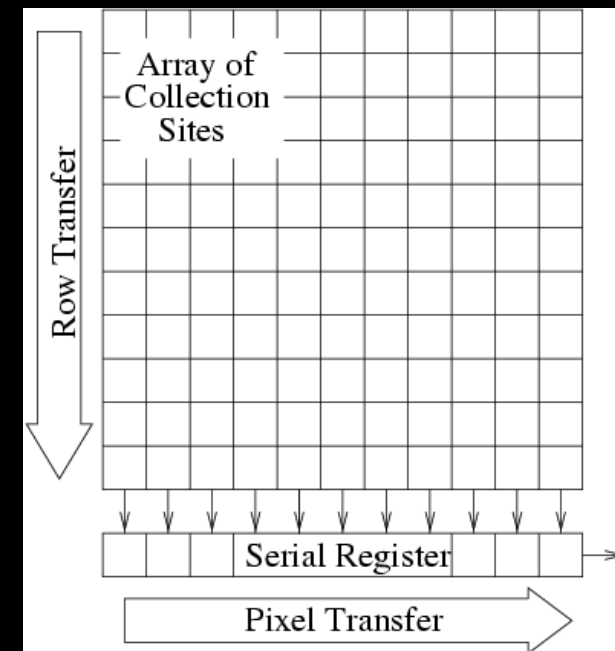 Array of
Collection
Sites
Row Transfer
Serial Register
Pixel Transfer